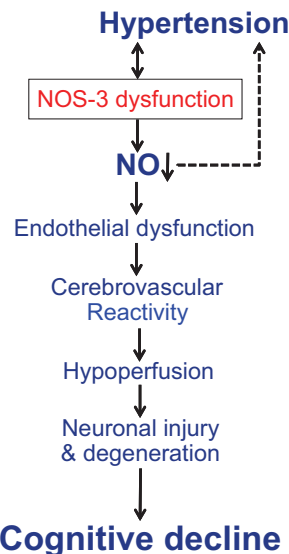 Hypertension
NOS-3 dysfunction
NO
Endothelial dysfunction
Cerebrovascular
Reactivity
Hypoperfusion
Neuronal injury
& degeneration
Cognitive decline